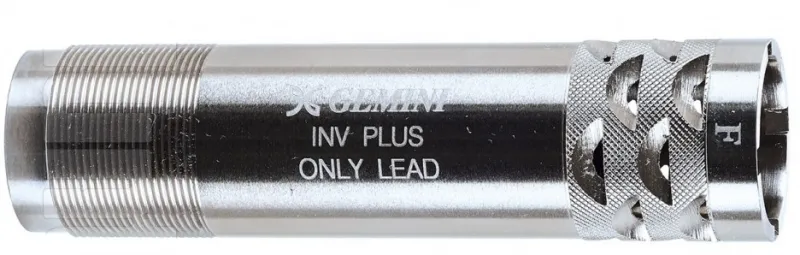 GEMINI
INV PLUS
ONLY LEAD
F